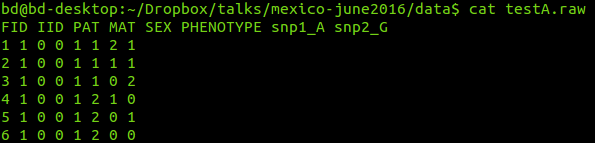 bd@bd-desktop:~/Dropbox/talks/mexico-june2016/data$ cat testA.raw
FID IID PAT MAT SEX PHENOTYPE snp1_A snp2_G
1 1 0 0 1 1 2 1
2 1 0 0 1 1 1 1
3 1 0 0 1 1 0 2
4 1 0 0 1 2 1 0
5 1 0 0 1 2 0 1
6 1 0 0 1 2 0 0